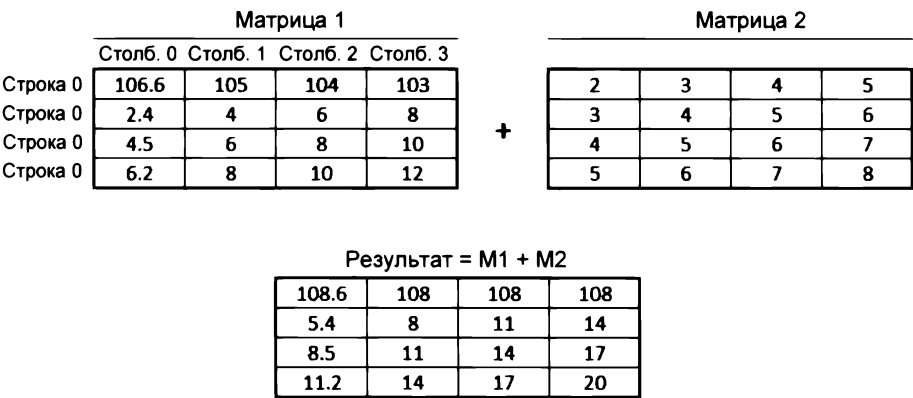 Матрица 1 Матрица 2
Столб. 0 Столб. 1 Столб. 2 Столб. 3
Строка 0 106.6 105 104 103 2 3 4 5
Строка 0 2.4 4 6 8 3 4 5 6
+
Строка 0 4.5 6 8 10 4 5 6 7
Строка 0 6.2 8 10 12 5 6 7 8
Результат = М1 + М2
108.6 108 108 108
5.4 8 11 14
8.5 11 14 17
11.2 14 17 20